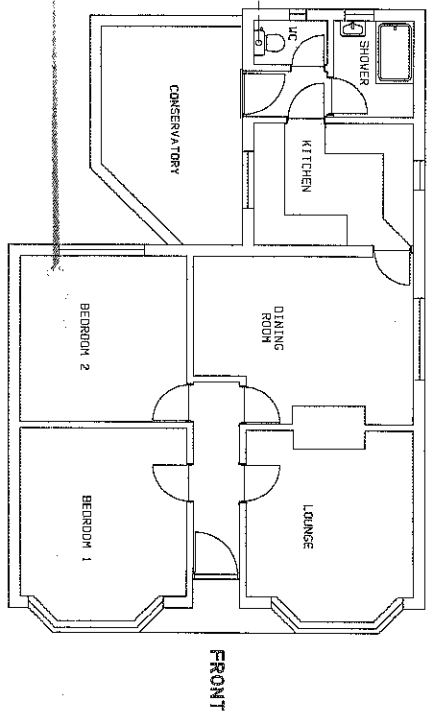 WC
SHOWER
CONSERVATORY
KITCHEN
DINING
ROOM
BEDROOM 2
BEDROOM 1
LOUNGE
FRONT